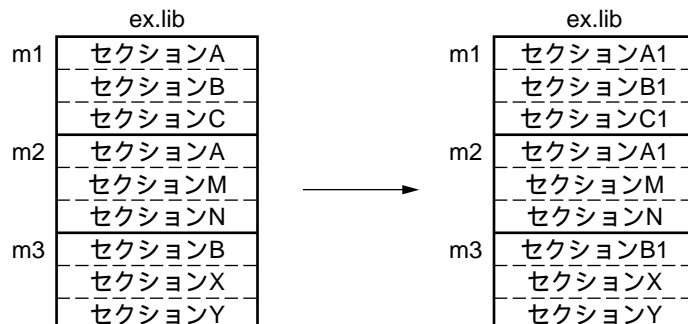 ex.lib
m1 セクションA
セクションB
セクションC
m2 セクションA
セクションM
セクションN
m3 セクションB
セクションX
セクションY
ex.lib
m1 セクションA1
セクションB1
セクションC1
m2 セクションA1
セクションM
セクションN
m3 セクションB1
セクションX
セクションY